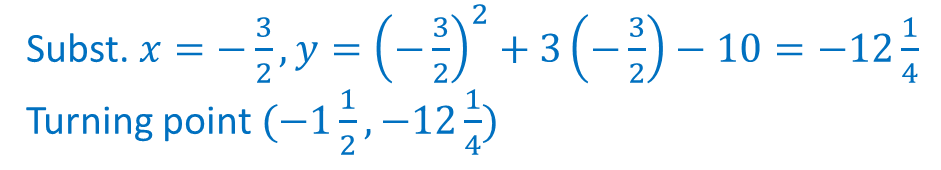 Subst. x = −3/2, y = (−3/2)² + 3(−3/2) − 10 = −12 1/4
Turning point (−1 1/2, −12 1/4)